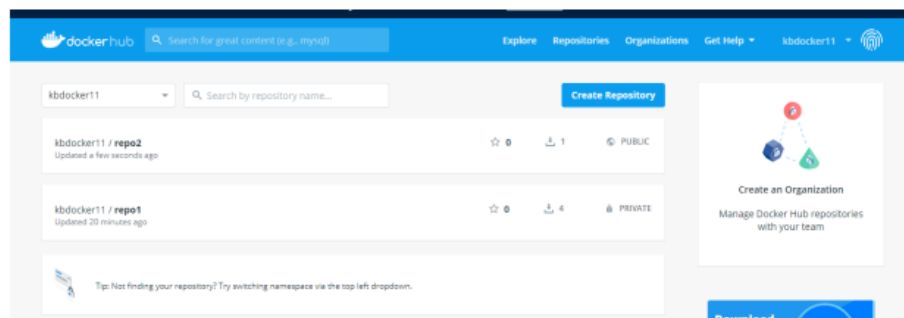 dockerhub
Search for great content (e.g., mysql)
Explore Repositories Organizations Get Help kbdocker11
kbdocker11
Search by repository name...
Create Repository
kbdocker11 / repo2
Updated a few seconds ago
0 1 PUBLIC
kbdocker11 / repo1
Updated 20 minutes ago
0 4 PRIVATE
Tip: Not finding your repository? Try switching namespace via the top left dropdown.
Create an Organization
Manage Docker Hub repositories
with your team
Download